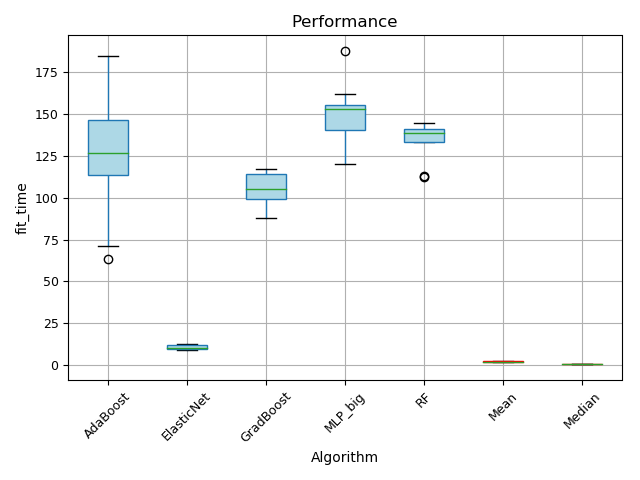 Performance
fit_time
175
150
125
100
75
50
25
0
AdaBoost
ElasticNet
GradBoost
MLP_big
RF
Mean
Median
Algorithm